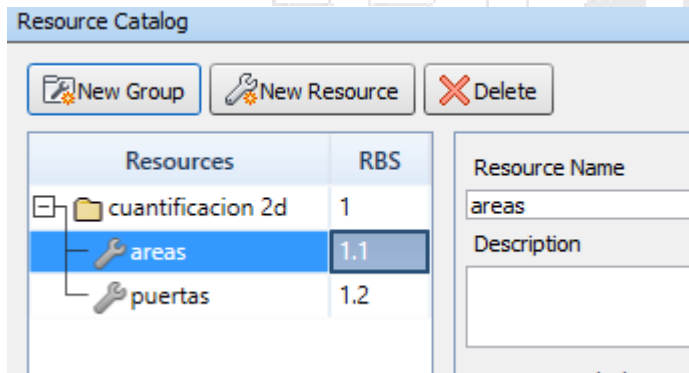 Resource Catalog
New Group New Resource Delete
Resources RBS
cuantificacion 2d 1
areas 1.1
puertas 1.2
Resource Name
areas
Description